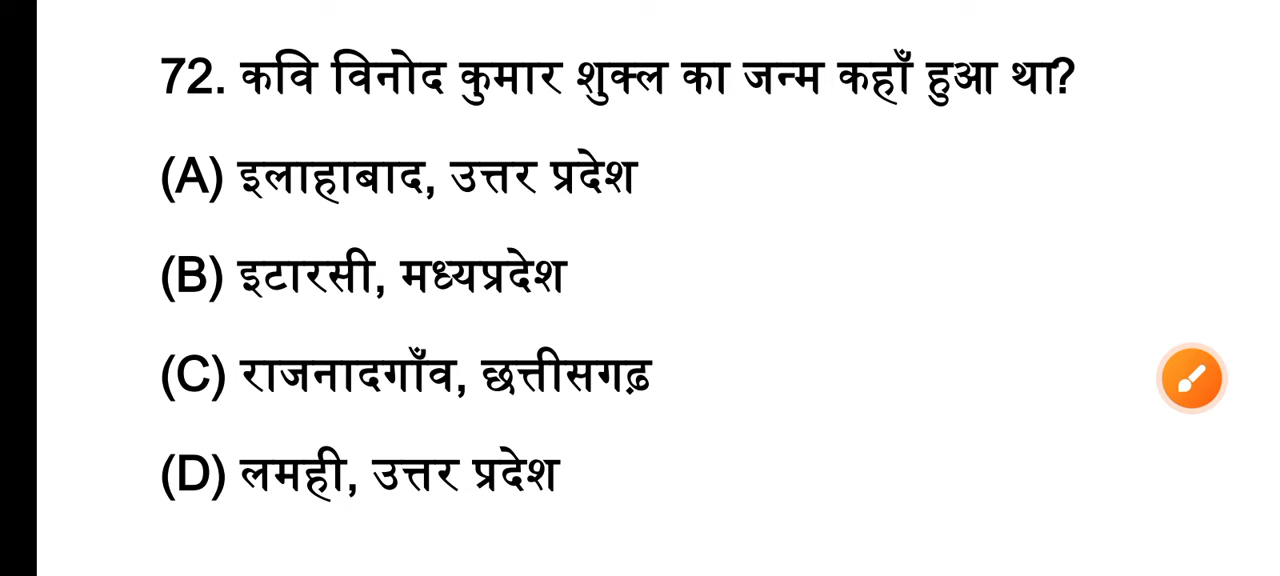 72. कवि विनोद कुमार शुक्ल का जन्म कहाँ हुआ था?
(A) इलाहाबाद, उत्तर प्रदेश
(B) इटारसी, मध्यप्रदेश
(C) राजनादगाँव, छत्तीसगढ़
(D) लमही, उत्तर प्रदेश